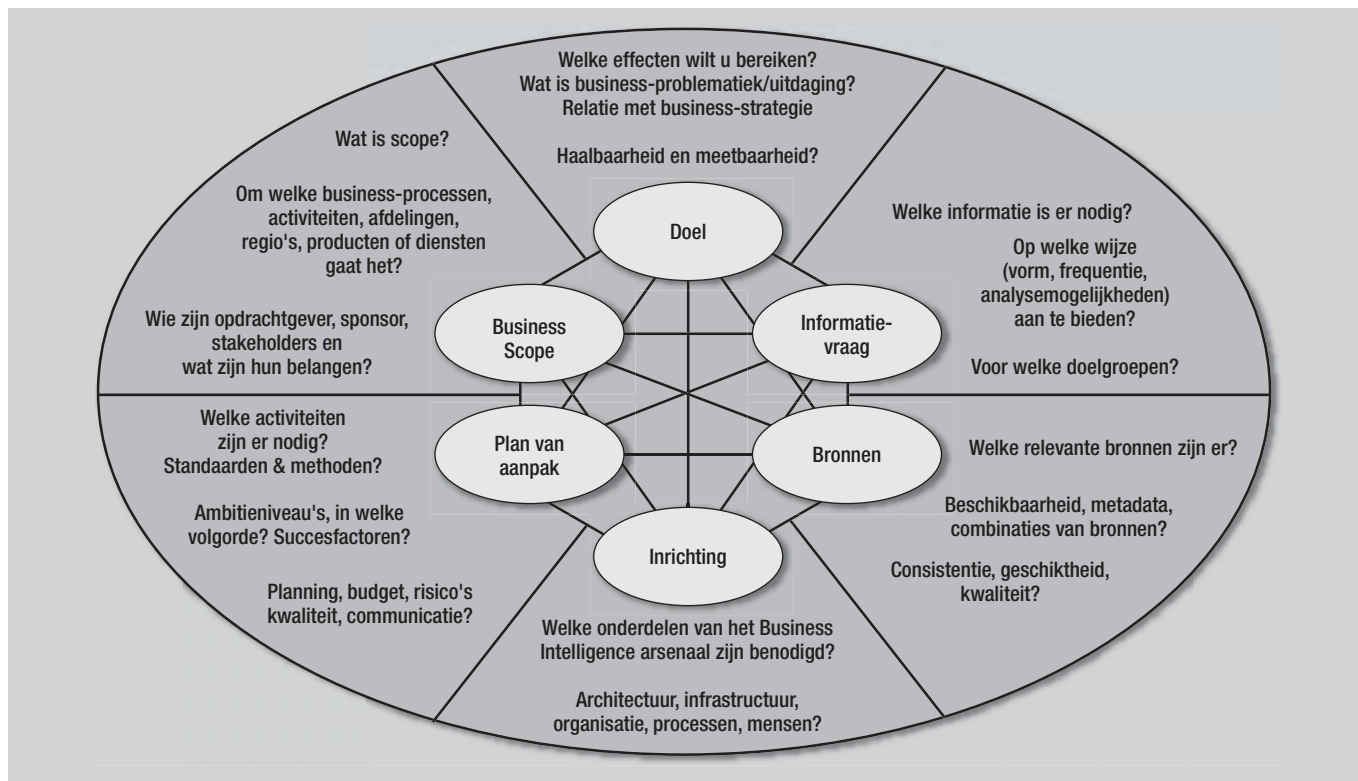 Welke effecten wilt u bereiken?
Wat is business-problematiek/uitdaging?
Relatie met business-strategie
Haalbaarheid en meetbaarheid?
Doel
Wat is scope?
Om welke business-processen,
activiteiten, afdelingen,
regio's, producten of diensten
gaat het?
Wie zijn opdrachtgever, sponsor,
stakeholders en
wat zijn hun belangen?
Business
Scope
Welke informatie is er nodig?
Op welke wijze
(vorm, frequentie,
analysemogelijkheden)
aan te bieden?
Voor welke doelgroepen?
Informatie-
vraag
Welke activiteiten
zijn er nodig?
Standaarden & methoden?
Ambitieniveau's, in welke
volgorde? Succesfactoren?
Planning, budget, risico's
kwaliteit, communicatie?
Plan van
aanpak
Bronnen
Welke relevante bronnen zijn er?
Beschikbaarheid, metadata,
combinaties van bronnen?
Consistentie, geschiktheid,
kwaliteit?
Inrichting
Welke onderdelen van het Business
Intelligence arsenaal zijn benodigd?
Architectuur, infrastructuur,
organisatie, processen, mensen?